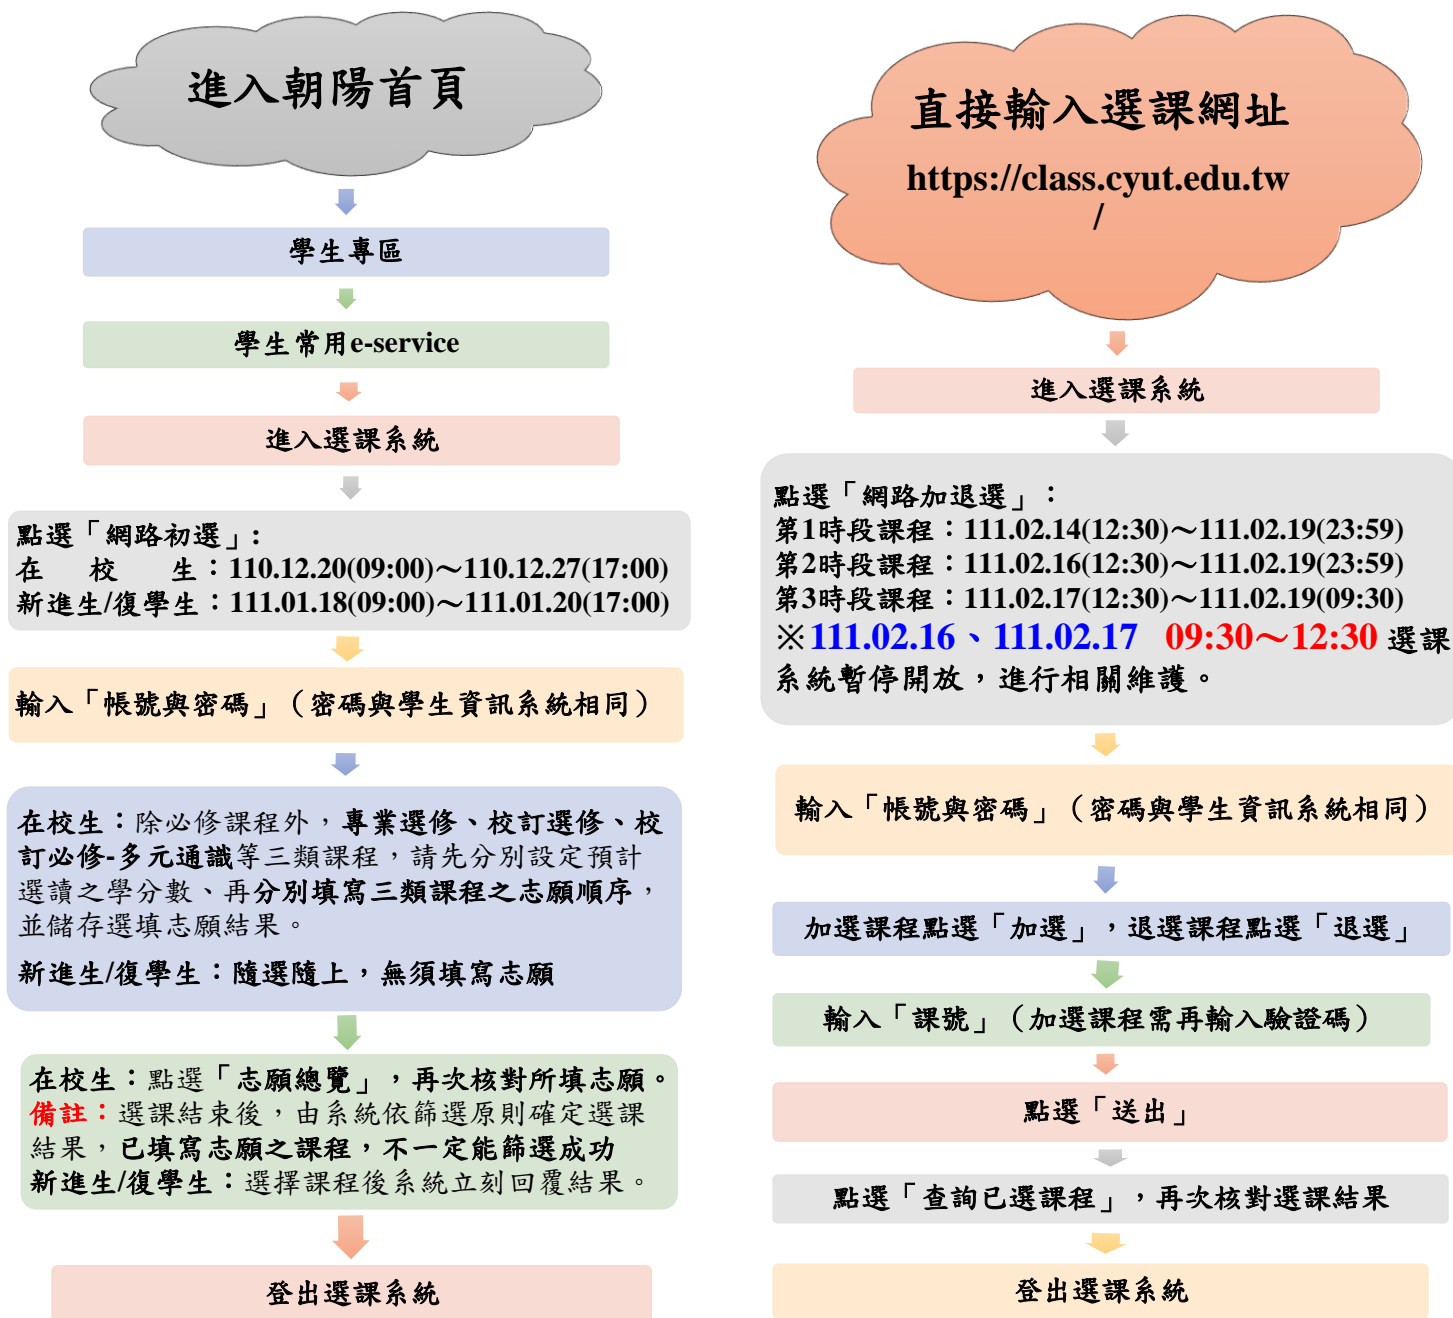 進入朝陽首頁
學生專區
學生常用e-service
進入選課系統
點選「網路初選」:
在校生：110.12.20(09:00)～110.12.27(17:00)
新進生/復學生：111.01.18(09:00)～111.01.20(17:00)
輸入「帳號與密碼」（密碼與學生資訊系統相同）
在校生：除必修課程外，專業選修、校訂選修、校
訂必修-多元通識等三類課程，請先分別設定預計
選讀之學分數、再分別填寫三類課程之志願順序，
並儲存選填志願結果。
新進生/復學生：隨選隨上，無須填寫志願
在校生：點選「志願總覽」，再次核對所填志願。
備註：選課結束後，由系統依篩選原則確定選課
結果，已填寫志願之課程，不一定能篩選成功
新進生/復學生：選擇課程後系統立刻回覆結果。
登出選課系統
直接輸入選課網址
https://class.cyut.edu.tw
/
進入選課系統
點選「網路加退選」：
第1時段課程：111.02.14(12:30)～111.02.19(23:59)
第2時段課程：111.02.16(12:30)～111.02.19(23:59)
第3時段課程：111.02.17(12:30)～111.02.19(09:30)
※111.02.16、111.02.17 09:30～12:30 選課
系統暫停開放，進行相關維護。
輸入「帳號與密碼」（密碼與學生資訊系統相同）
加選課程點選「加選」，退選課程點選「退選」
輸入「課號」（加選課程需再輸入驗證碼）
點選「送出」
點選「查詢已選課程」，再次核對選課結果
登出選課系統